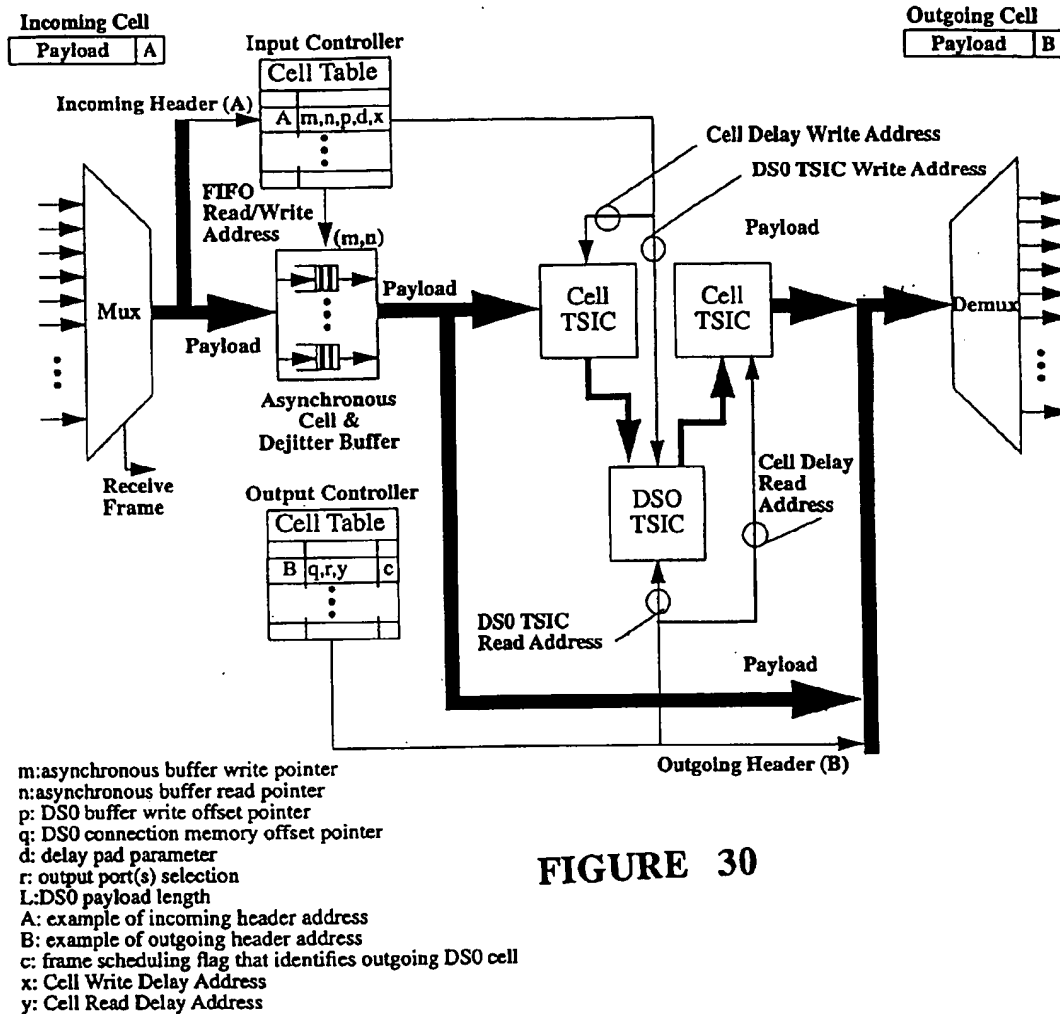 Incoming Cell
Payload A
Input Controller
Cell Table
A m,n,p,d,x
Incoming Header (A)
Outgoing Cell
Payload B
Cell Delay Write Address
DS0 TSIC Write Address
FIFO
Read/Write
Address
(m,n)
Mux
Payload
Payload
Asynchronous
Cell &
Dejitter Buffer
Receive
Frame
Cell
TSIC
Cell
TSIC
Payload
Demux
DSO
TSIC
Cell Delay
Read
Address
Output Controller
Cell Table
B q,r,y c
DS0 TSIC
Read Address
Payload
Outgoing Header (B)
m:asynchronous buffer write pointer
n:asynchronous buffer read pointer
p: DS0 buffer write offset pointer
q: DS0 connection memory offset pointer
d: delay pad parameter
r: output port(s) selection
L:DS0 payload length
A: example of incoming header address
B: example of outgoing header address
c: frame scheduling flag that identifies outgoing DS0 cell
x: Cell Write Delay Address
y: Cell Read Delay Address
FIGURE 30